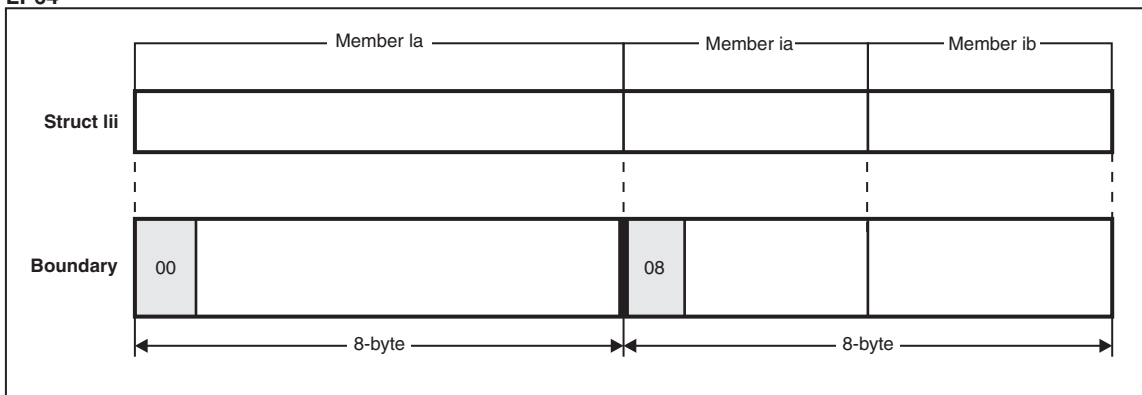 Member la Member ia Member ib
Struct lii
Boundary 00 08
8-byte 8-byte